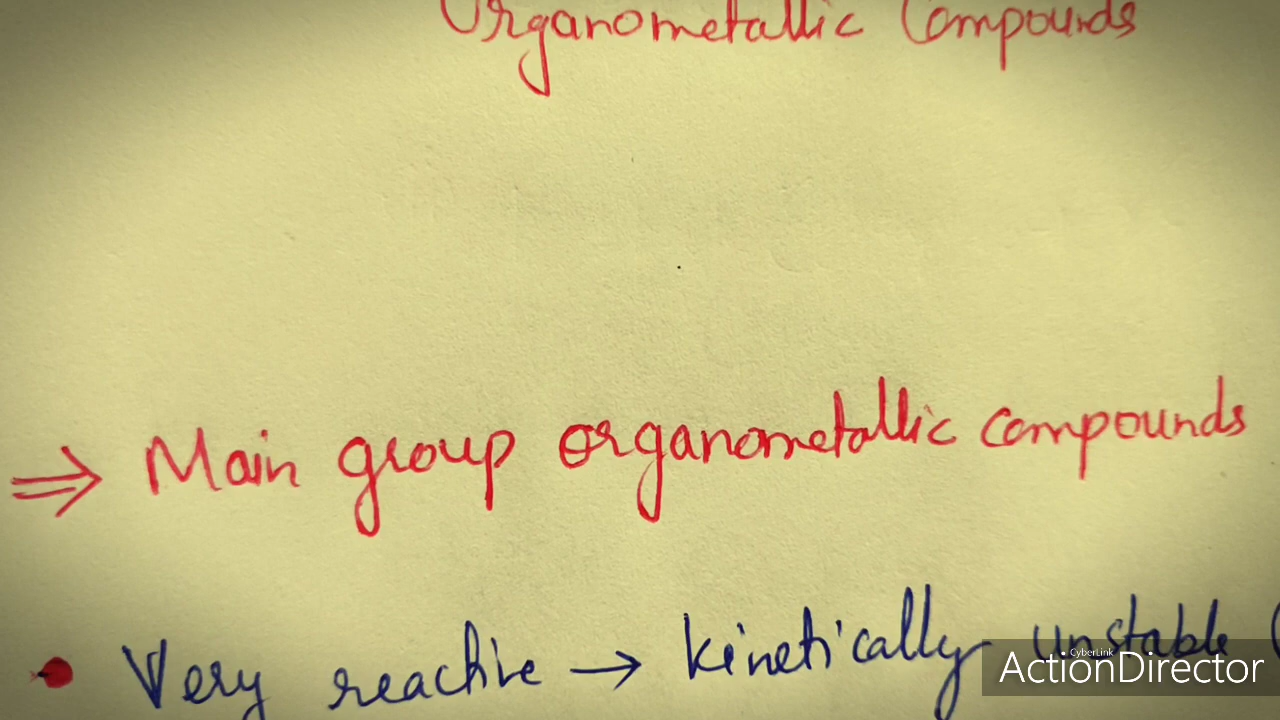 Organometallic Compounds
⇒ Main group organometallic compounds
• Very reactive → kinetically unstable (
CyberLink
ActionDirector